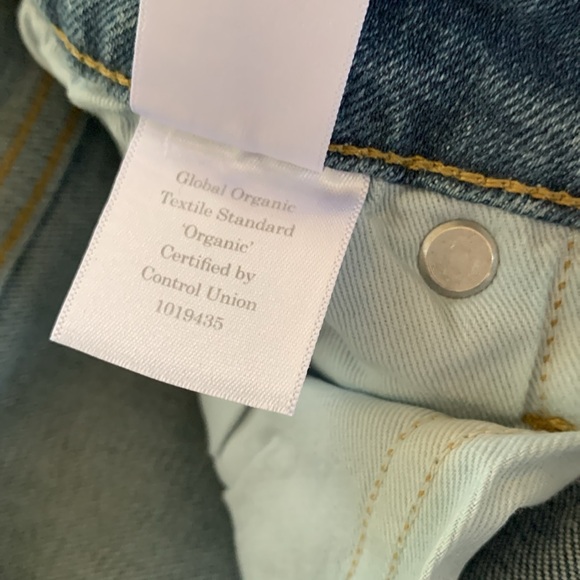 Global Organic
Textile Standard
'Organic'
Certified by
Control Union
1019435